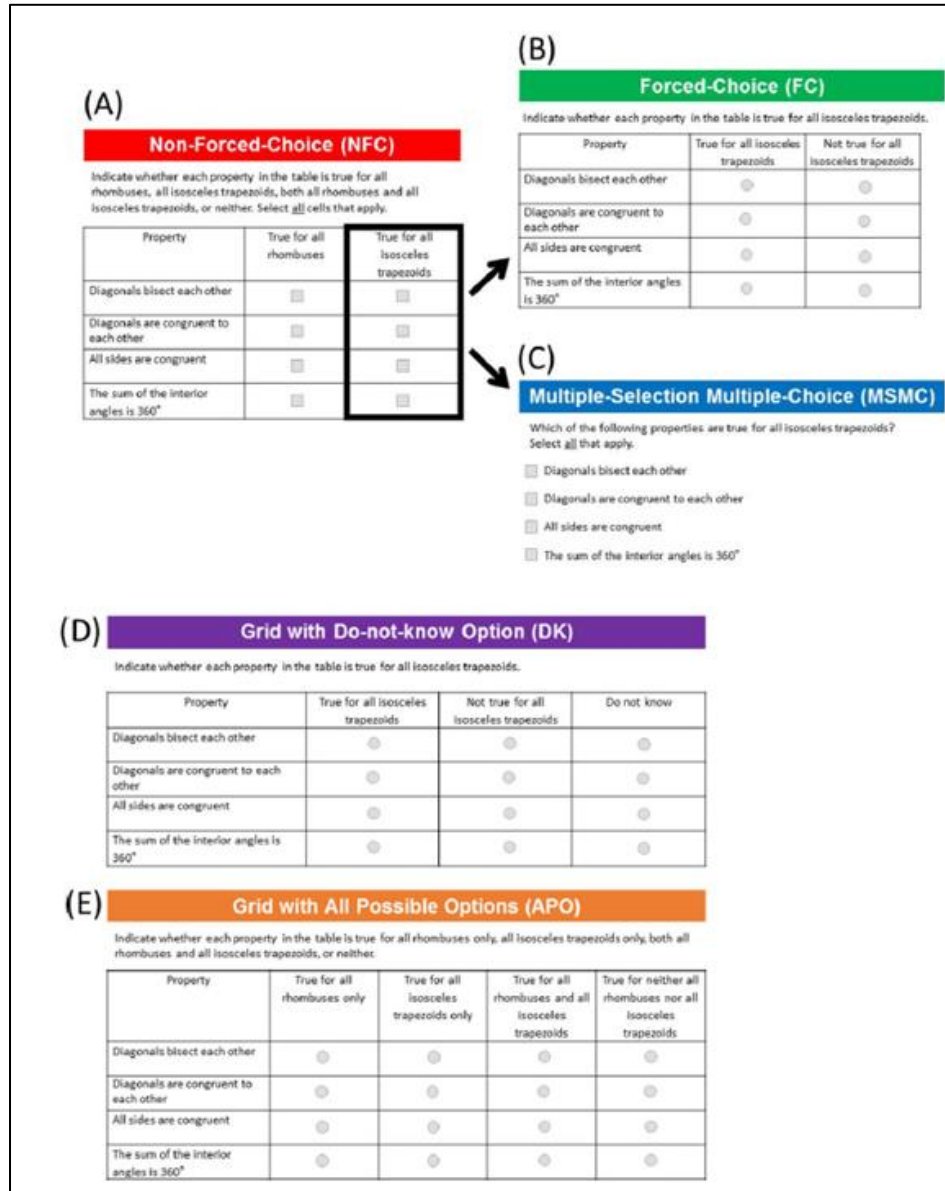 (A)
Non-Forced-Choice (NFC)
Indicate whether each property in the table is true for all
rhombuses, all isosceles trapezoids, both all rhombuses and all
isosceles trapezoids, or neither. Select all cells that apply.
Property
True for all
rhombuses
True for all
isosceles
trapezoids
Diagonals bisect each other
Diagonals are congruent to
each other
All sides are congruent
The sum of the interior
angles is 360°
(B)
Forced-Choice (FC)
Indicate whether each property in the table is true for all isosceles trapezoids.
Property
True for all isosceles
trapezoids
Not true for all
isosceles trapezoids
Diagonals bisect each other
Diagonals are congruent to
each other
All sides are congruent
The sum of the interior angles
is 360°
(C)
Multiple-Selection Multiple-Choice (MSMC)
Which of the following properties are true for all isosceles trapezoids?
Select all that apply.
Diagonals bisect each other
Diagonals are congruent to each other
All sides are congruent
The sum of the interior angles is 360°
(D)
Grid with Do-not-know Option (DK)
Indicate whether each property in the table is true for all isosceles trapezoids.
Property
True for all isosceles
trapezoids
Not true for all
isosceles trapezoids
Do not know
Diagonals bisect each other
Diagonals are congruent to each
other
All sides are congruent
The sum of the interior angles is
360°
(E)
Grid with All Possible Options (APO)
Indicate whether each property in the table is true for all rhombuses only, all isosceles trapezoids only, both all
rhombuses and all isosceles trapezoids, or neither.
Property
True for all
rhombuses only
True for all
isosceles
trapezoids only
True for all
rhombuses and all
isosceles
trapezoids
True for neither all
rhombuses nor all
isosceles
trapezoids
Diagonals bisect each other
Diagonals are congruent to
each other
All sides are congruent
The sum of the interior
angles is 360°